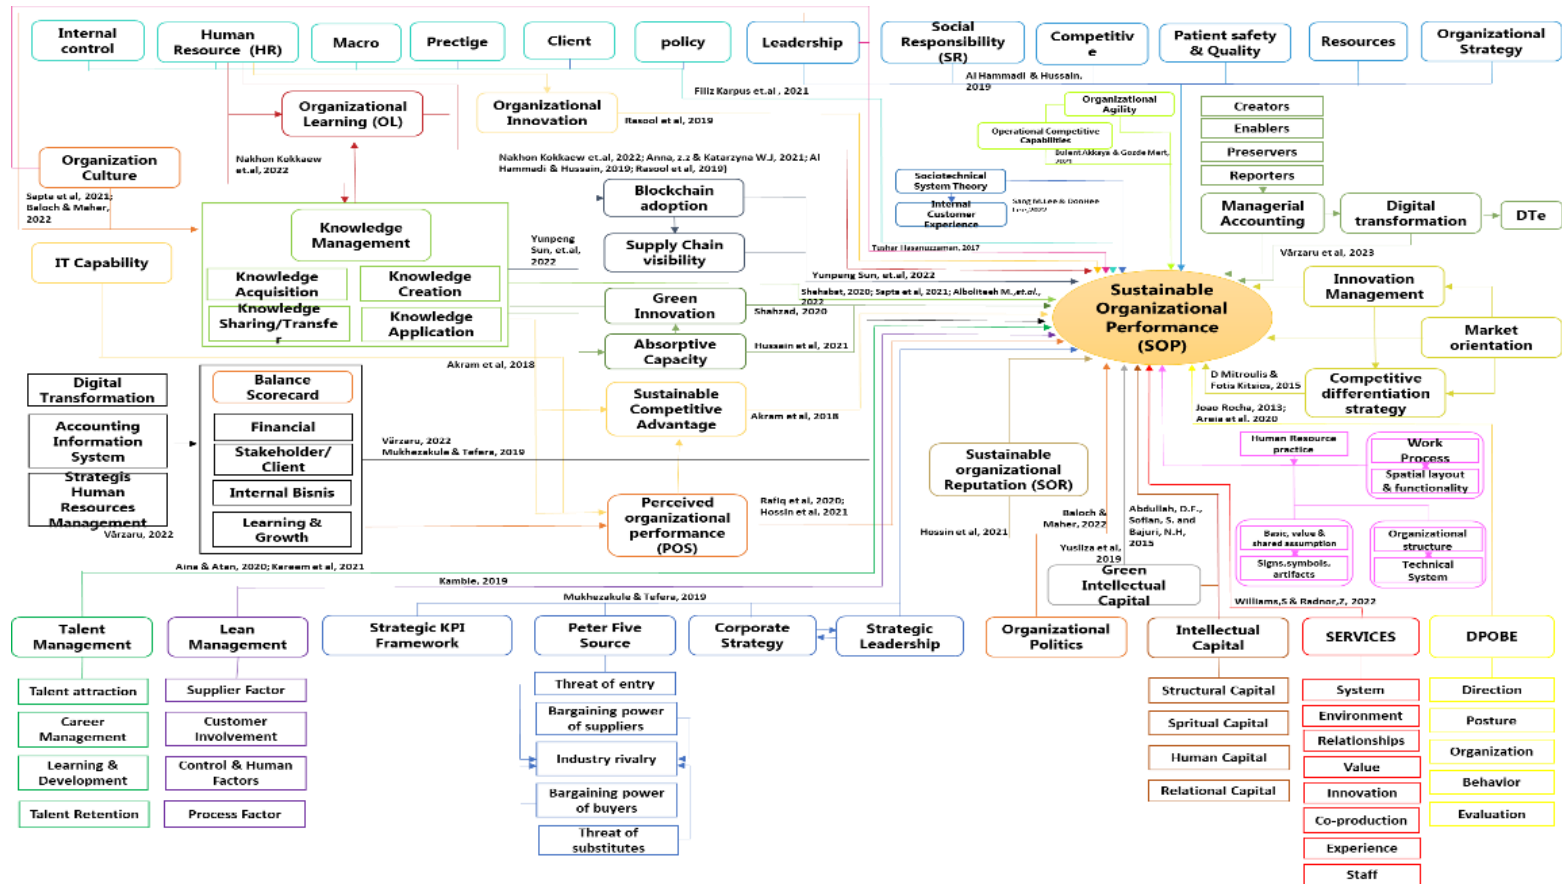 Internal
control
Human
Resource (HR)
Macro
Prectige
Client
policy
Leadership
Social
Responsibility
(SR)
Competitiv
e
Patient safety
& Quality
Resources
Organizational
Strategy
Al Hammadi & Hussain.
2019
Filiz Karpus et.al , 2021
Organizational
Learning (OL)
Organizational
Innovation
Rasool et al, 2019
Organizational
Agility
Operational Competitive
Capabilities
Bulent Akkaya & Gozde Mert,
Creators
Enablers
Preservers
Reporters
Managerial
Accounting
Digital
transformation
DTe
Värzaru et al, 2023
Organization
Culture
Nakhon Kokkaew
et.al, 2022
Sapta et al, 2021;
Baloch & Maher,
2022
Nakhon Kokkaew et.al, 2022; Anna, z.z & Katarzyna W.J, 2021; Al
Hammadi & Hussain, 2019; Rasool et al, 2019)
Blockchain
adoption
Supply Chain
visibility
Sociotechnical
System Theory
Internal
Customer
Experience
Sang M.Lee & DonHee
Lee,2022
Tushar Hasanuzzaman, 2017
IT Capability
Knowledge
Management
Knowledge
Acquisition
Knowledge
Creation
Knowledge
Sharing/Transfe
r
Knowledge
Application
Yunpeng
Sun, et.al,
2022
Yunpeng Sun, et.al, 2022
Shahabat, 2020; Sapta et al, 2021; Alboliteeh M.,et.al.,
2022
Green
Innovation
Shahzad, 2020
Absorptive
Capacity
Hussain et al, 2021
Akram et al, 2018
Sustainable
Organizational
Performance
(SOP)
Innovation
Management
Market
orientation
Competitive
differentiation
strategy
D Mitroulis &
Fotis Kitsios, 2015
Joao Rocha, 2013;
Areia et al. 2020
Digital
Transformation
Accounting
Information
System
Strategis
Human
Resources
Management
Värzaru, 2022
Balance
Scorecard
Financial
Stakeholder/
Client
Internal Bisnis
Learning &
Growth
Värzaru, 2022
Mukhezakule & Tefera, 2019
Sustainable
Competitive
Advantage
Akram et al, 2018
Perceived
organizational
performance
(POS)
Rafiq et al, 2020;
Hossin et al, 2021
Sustainable
organizational
Reputation (SOR)
Hossin et al, 2021
Baloch &
Maher, 2022
Yusliza et al,
2019
Abdullah, D.F.,
Sofian, S. and
Bajuri, N.H,
2015
Green
Intellectual
Capital
Human Resource
practice
Work
Process
Spatial layout
& functionality
Basic, value &
shared assumption
Signs,symbols,
artifacts
Organizational
structure
Technical
System
Williams,S & Radnor,Z, 2022
Aina & Atan, 2020; Kareem et al, 2021
Kamble, 2019
Mukhezakule & Tefera, 2019
Talent
Management
Talent attraction
Career
Management
Learning &
Development
Talent Retention
Lean
Management
Supplier Factor
Customer
Involvement
Control & Human
Factors
Process Factor
Strategic KPI
Framework
Peter Five
Source
Threat of entry
Bargaining power
of suppliers
Industry rivalry
Bargaining power
of buyers
Threat of
substitutes
Corporate
Strategy
Strategic
Leadership
Organizational
Politics
Intellectual
Capital
Structural Capital
Spritual Capital
Human Capital
Relational Capital
SERVICES
System
Environment
Relationships
Value
Innovation
Co-production
Experience
Staff
DPOBE
Direction
Posture
Organization
Behavior
Evaluation